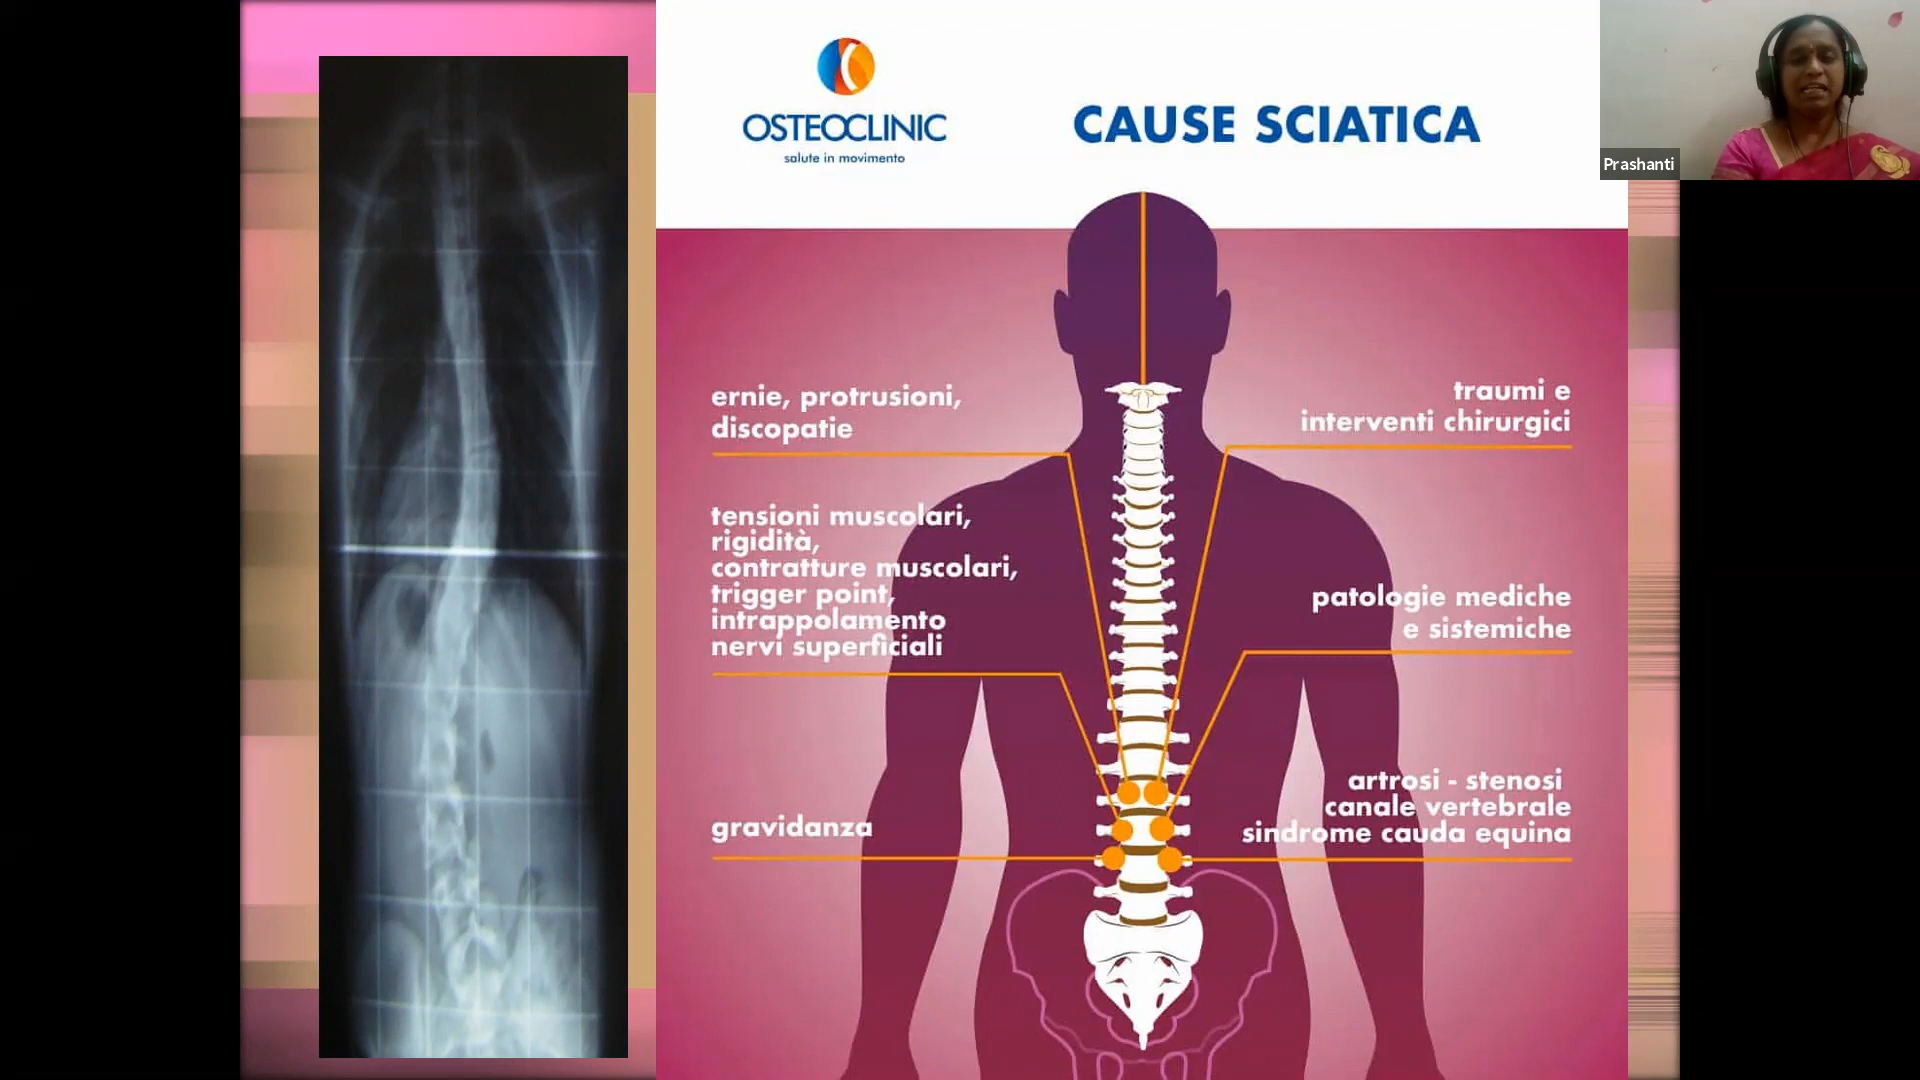 OSTEOCLINIC
salute in movimento
CAUSE SCIATICA
Prashanti
ernie, protrusioni,
discopatie
tensioni muscolari,
rigidità,
contratture muscolari,
trigger point,
intrappolamento
nervi superficiali
gravidanza
traumi e
interventi chirurgici
patologie mediche
e sistemiche
artrosi - stenosi
canale vertebrale
sindrome cauda equina